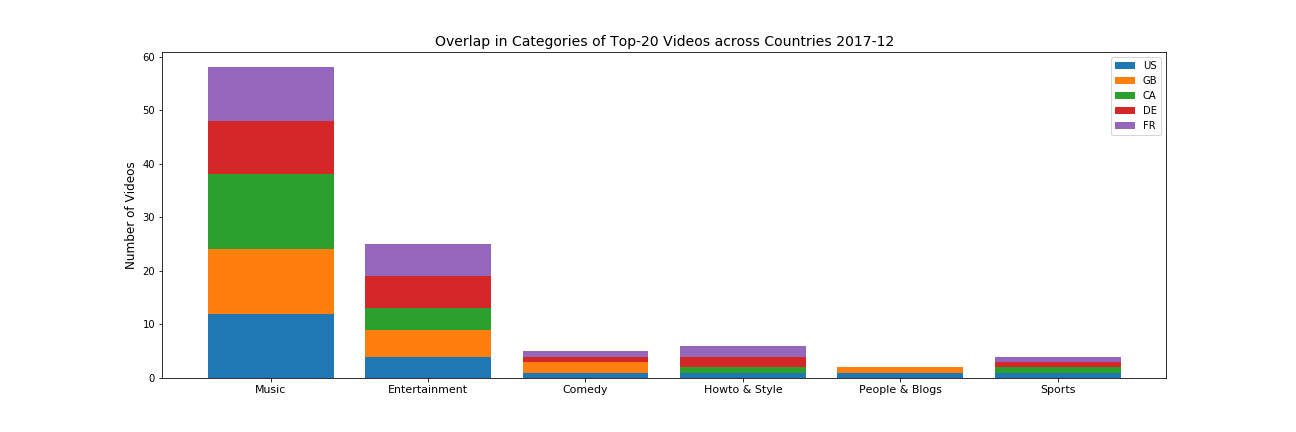 Overlap in Categories of Top-20 Videos across Countries 2017-12
60
50
40
30
20
10
0
Number of Videos
US
GB
CA
DE
FR
Music
Entertainment
Comedy
Howto & Style
People & Blogs
Sports